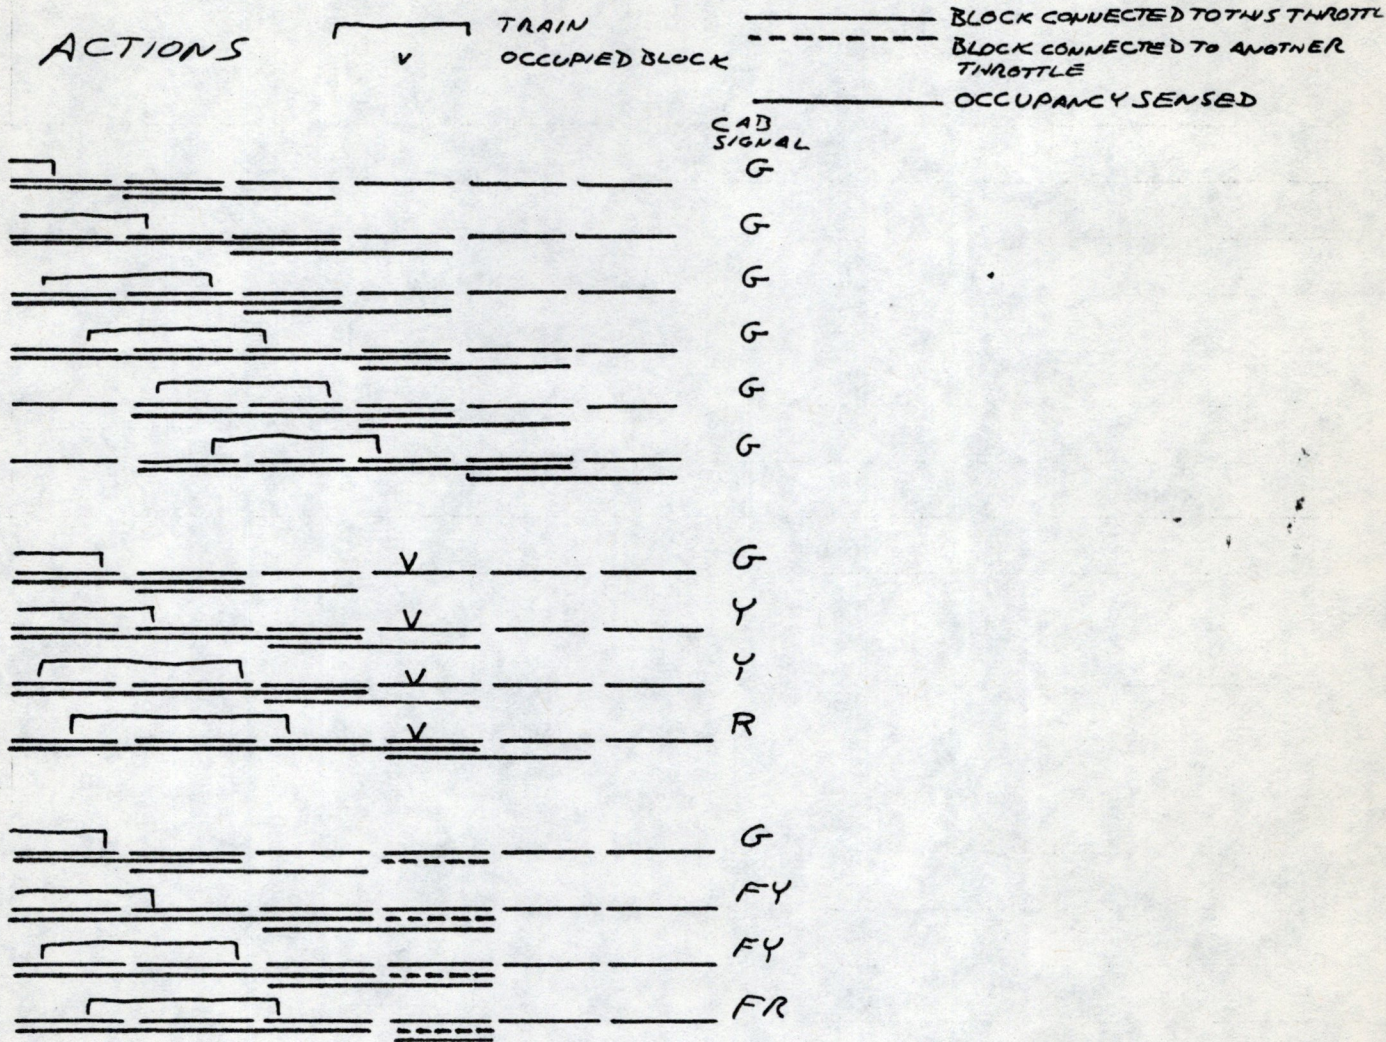 ACTIONS
TRAIN
V OCCUPIED BLOCK
BLOCK CONNECTED TO THIS THROTTL
BLOCK CONNECTED TO ANOTHER
THROTTLE
OCCUPANCY SENSED
CAB
SIGNAL
G
G
G
G
G
G
V G
V Y
V Y
V R
G
FY
FY
FR